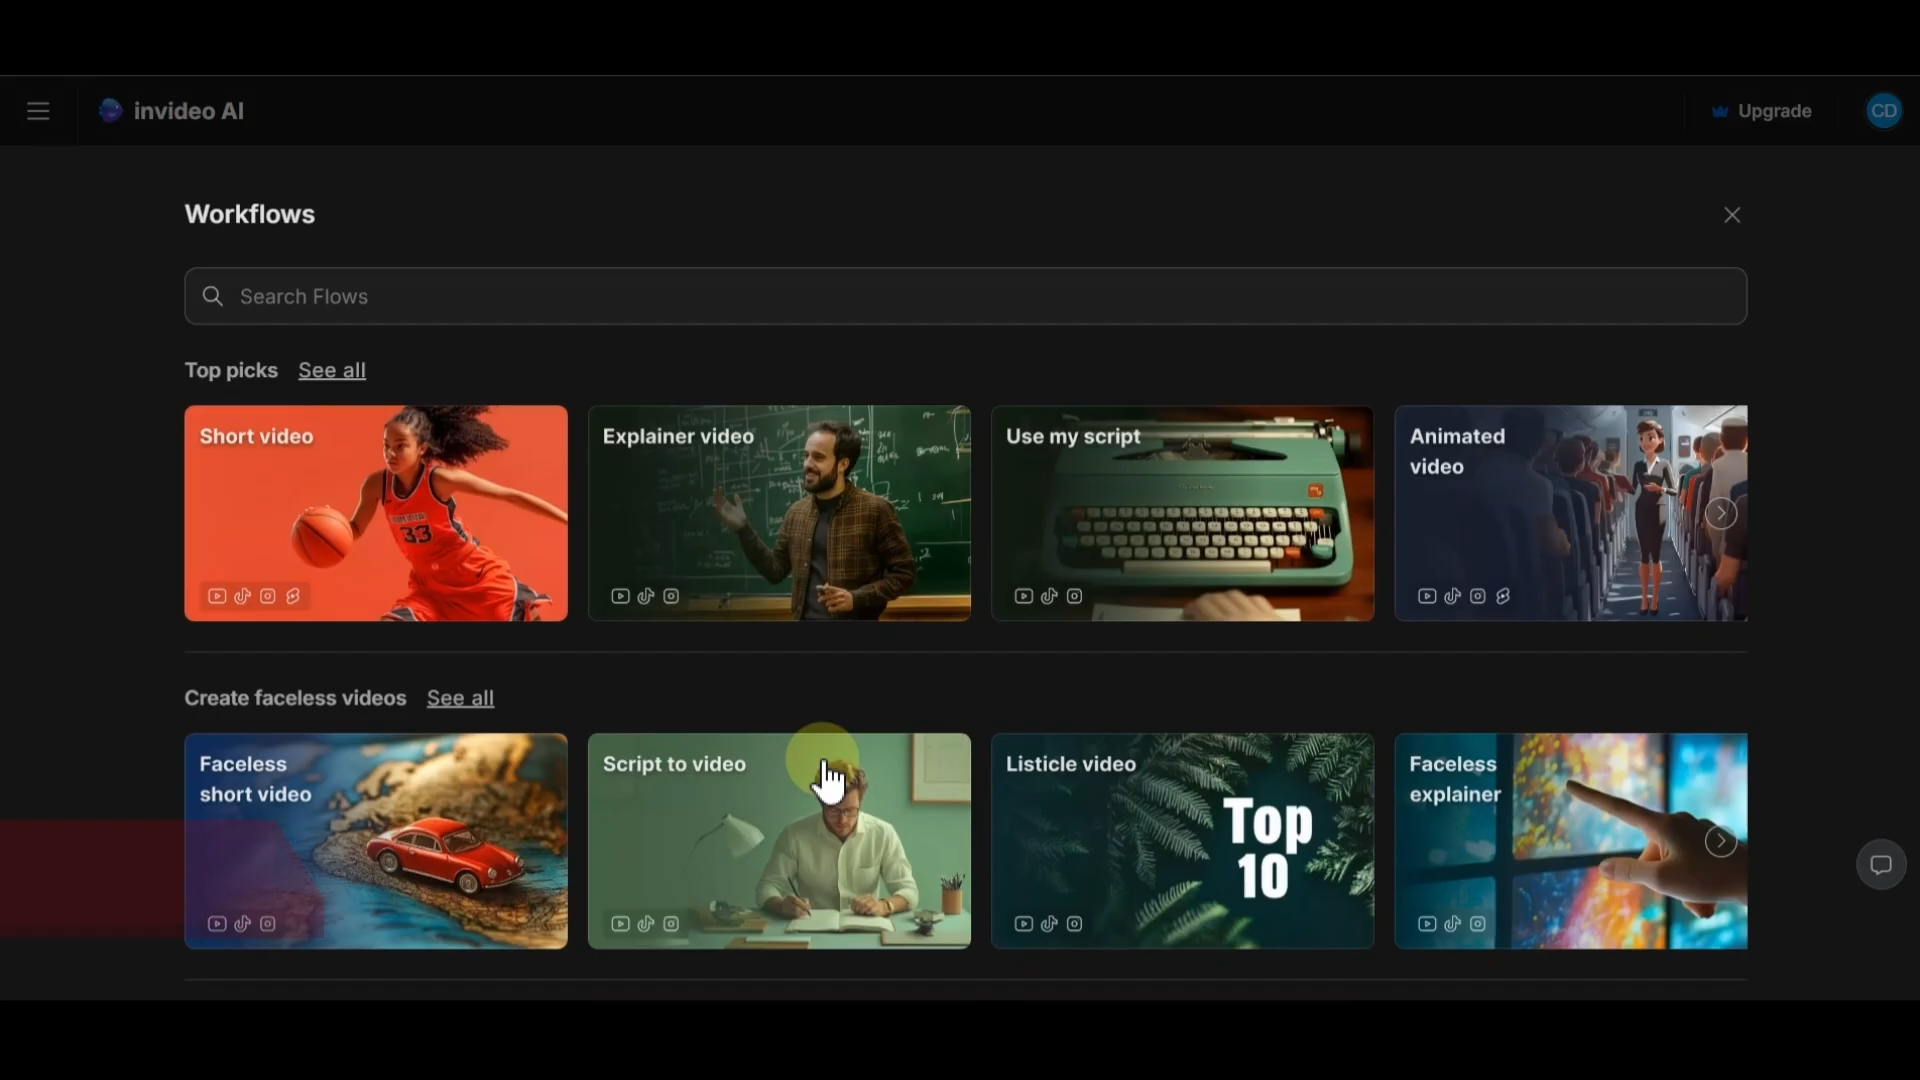 invideo AI
Upgrade
CD
Workflows
Search Flows
Top picks See all
Short video
33
Explainer video
Use my script
Animated
video
Create faceless videos See all
Faceless
short video
Script to video
Listicle video
Top
10
Faceless
explainer